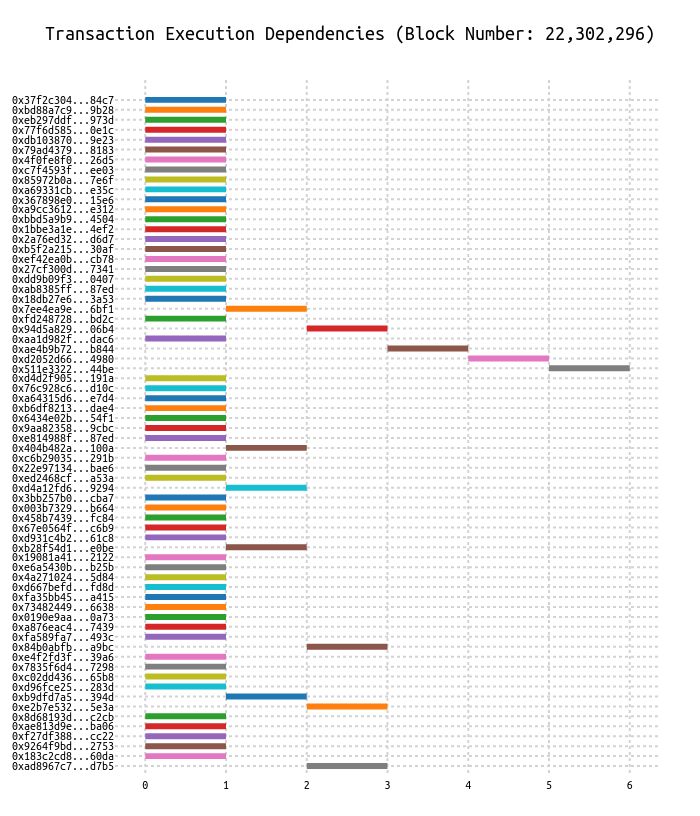 Transaction Execution Dependencies (Block Number: 22,302,296)
0x37f2c304...84c7
0xbd88a7c9...9b28
0xeb297ddf...973d
0x77f6d585...0e1c
0xdb103870...9e23
0x79ad4379...8183
0x4f0fe8f0...26d5
0xc7f4593f...ee03
0x85972b0a...7e6f
0xa69331cb...e35c
0x367898e0...15e6
0xa9cc3612...e312
0xbbd5a9b9...4504
0x1bbe3a1e...4ef2
0x2a76ed32...d6d7
0xb5f2a215...30af
0xef42ea0b...cb78
0x27cf300d...7341
0xdd9b09f3...0407
0xab8385ff...87ed
0x18db27e6...3a53
0x7ee4ea9e...6bf1
0xfd248728...bd2c
0x94d5a829...06b4
0xaa1d982f...dac6
0xae4b9b72...b844
0xd2052d66...4980
0x511e3322...44be
0xd4d2f905...191a
0x76c928c6...d10c
0xa64315d6...e7d4
0xb6df8213...dae4
0x6434e02b...54f1
0x9aa82358...9cbc
0xe814988f...87ed
0x404b482a...100a
0xc6b29035...291b
0x22e97134...bae6
0xed2468cf...a53a
0xd4a12fd6...9294
0x3bb257b0...cba7
0x003b7329...b664
0x458b7439...fc84
0x67e0564f...c6b9
0xd931c4b2...61c8
0xb28f54d1...e0be
0x19081a41...2122
0xe6a5430b...b25b
0x4a271024...5d84
0xd667befd...fd8d
0xfa35bb45...a415
0x73482449...6638
0x0190e9aa...0a73
0xa876eac4...7439
0xfa589fa7...493c
0x84b0abfb...a9bc
0xe4f2fd3f...39a6
0x7835f6d4...7298
0xc02dd436...65b8
0xd96fce25...283d
0xb9dfd7a5...394d
0xe2b7e532...5e3a
0x8d68193d...c2cb
0xae813d9e...ba06
0xf27df388...cc22
0x9264f9bd...2753
0x183c2cd8...60da
0xad8967c7...d7b5
0 1 2 3 4 5 6